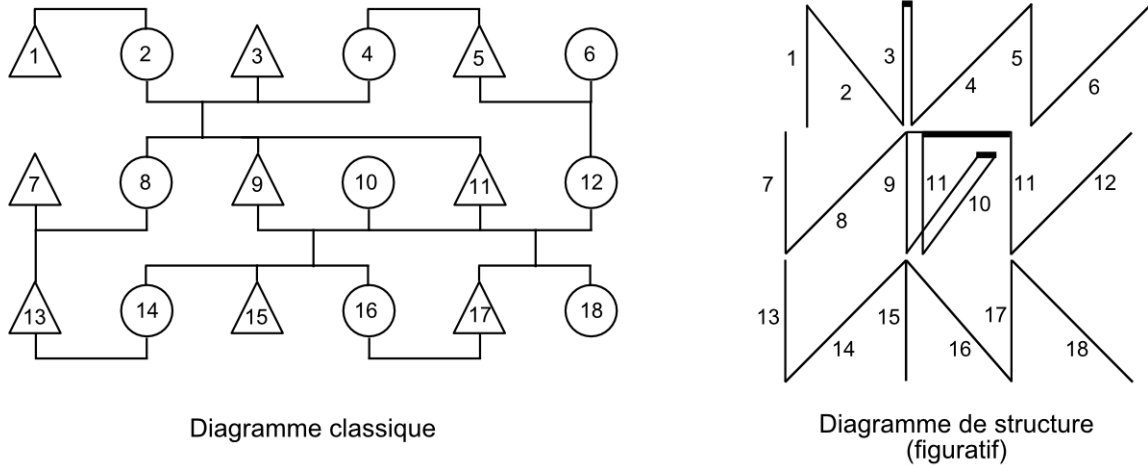 1 2 3 4 5 6
7 8 9 10 11 12
13 14 15 16 17 18
Diagramme classique
1 2 3 4 5 6
7 8 9 11 10 11 12
13 14 15 16 17 18
Diagramme de structure
(figuratif)